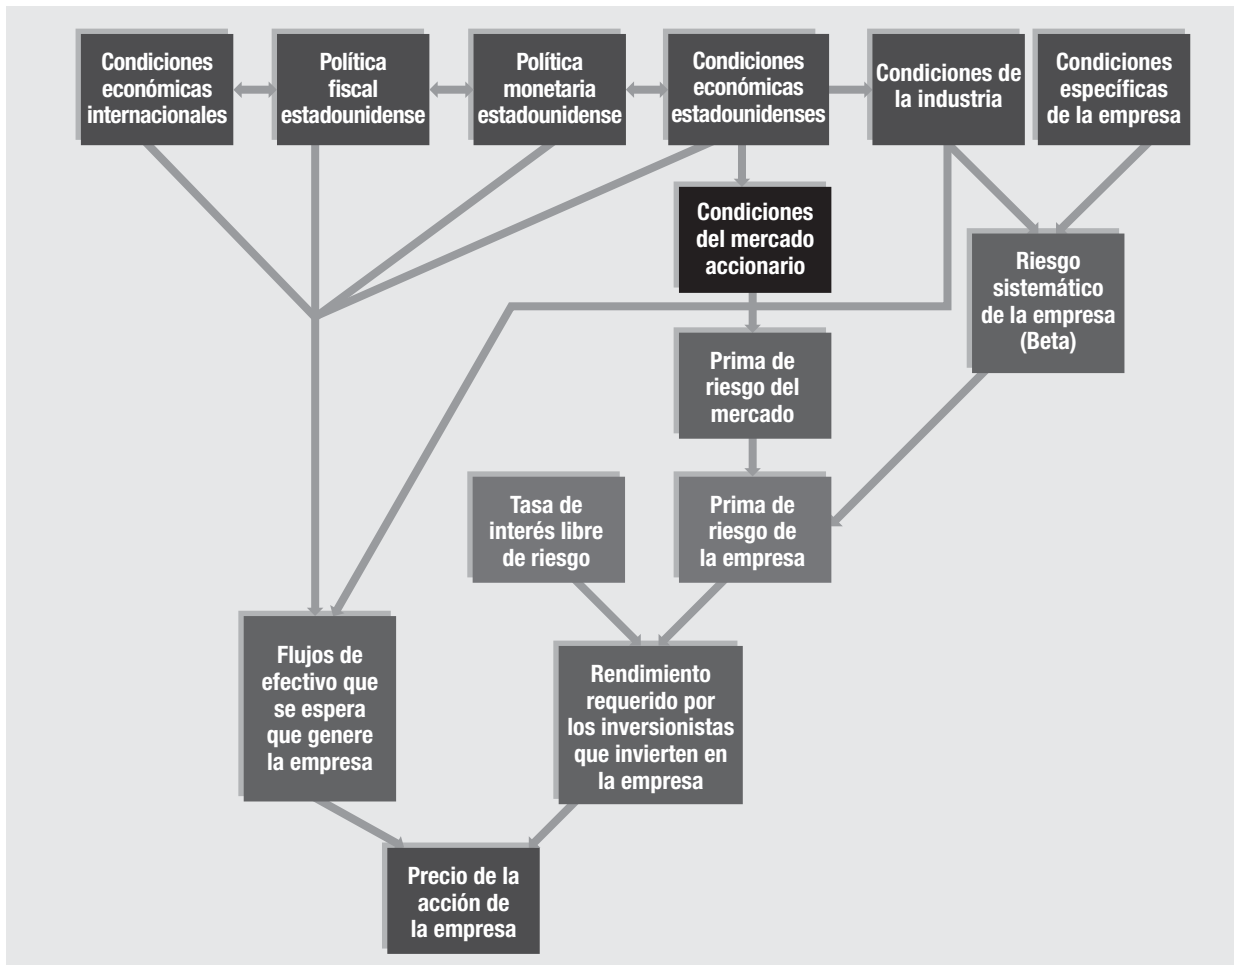 Condiciones
económicas
internacionales
Política
fiscal
estadounidense
Política
monetaria
estadounidense
Condiciones
económicas
estadounidenses
Condiciones de
la industria
Condiciones
específicas
de la empresa
Condiciones
del mercado
accionario
Riesgo
sistemático
de la empresa
(Beta)
Prima de
riesgo del
mercado
Tasa de
interés libre
de riesgo
Prima de
riesgo de
la empresa
Flujos de
efectivo que
se espera
que genere
la empresa
Rendimiento
requerido por
los inversionistas
que invierten en
la empresa
Precio de la
acción de
la empresa